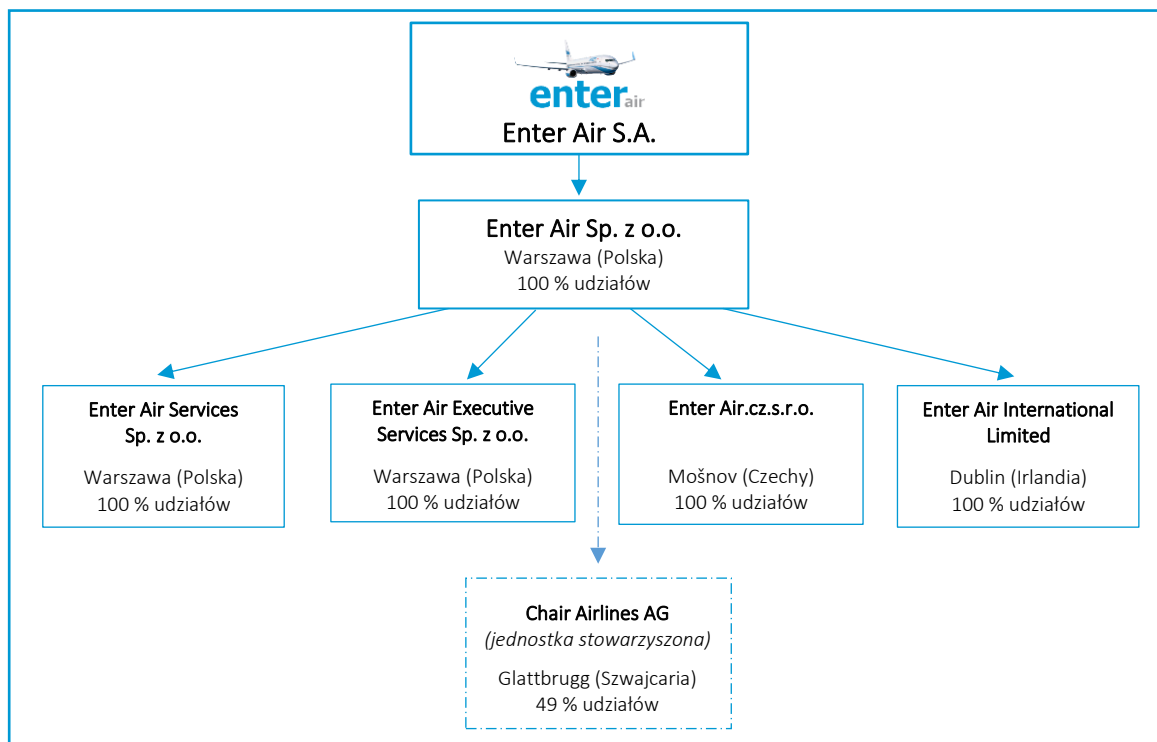 enter air
Enter Air S.A.
Enter Air Sp. z o.o.
Warszawa (Polska)
100 % udziałów
Enter Air Services
Sp. z o.o.
Warszawa (Polska)
100 % udziałów
Enter Air Executive
Services Sp. z o.o.
Warszawa (Polska)
100 % udziałów
Enter Air.cz.s.r.o.
Mošnov (Czechy)
100 % udziałów
Enter Air International
Limited
Dublin (Irlandia)
100 % udziałów
Chair Airlines AG
(jednostka stowarzyszona)
Glattbrugg (Szwajcaria)
49 % udziałów